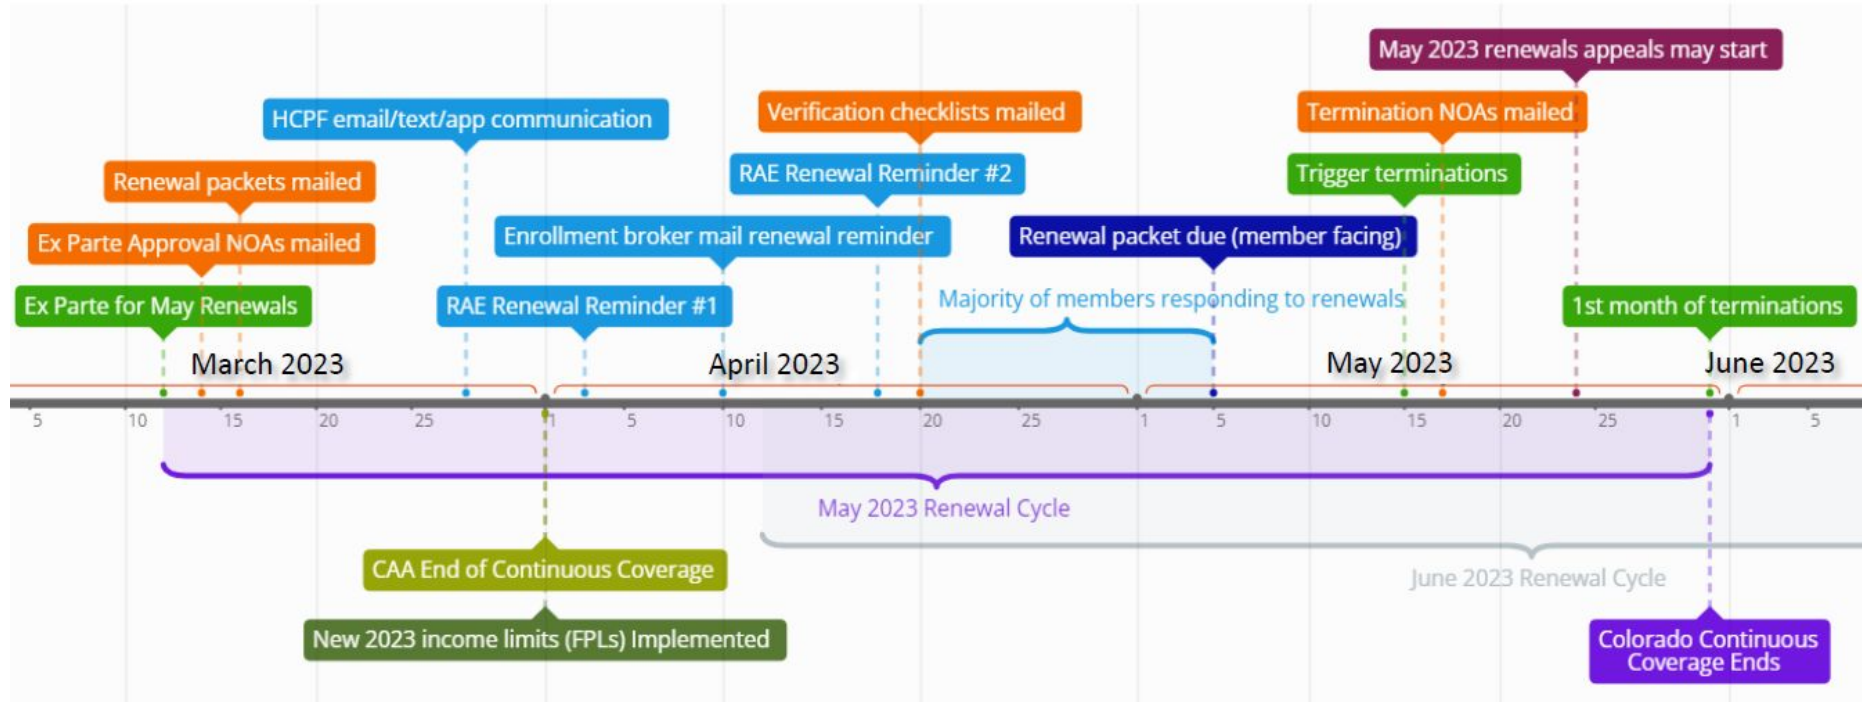 May 2023 renewals appeals may start
HCPF email/text/app communication
Verification checklists mailed
Termination NOAs mailed
Renewal packets mailed
RAE Renewal Reminder #2
Trigger terminations
Ex Parte Approval NOAs mailed
Enrollment broker mail renewal reminder
Renewal packet due (member facing)
Ex Parte for May Renewals
RAE Renewal Reminder #1
Majority of members responding to renewals
1st month of terminations
March 2023
April 2023
May 2023
June 2023
5 10 15 20 25 1 5 10 15 20 25 1 5 10 15 20 25 1 5
May 2023 Renewal Cycle
CAA End of Continuous Coverage
June 2023 Renewal Cycle
New 2023 income limits (FPLs) Implemented
Colorado Continuous
Coverage Ends